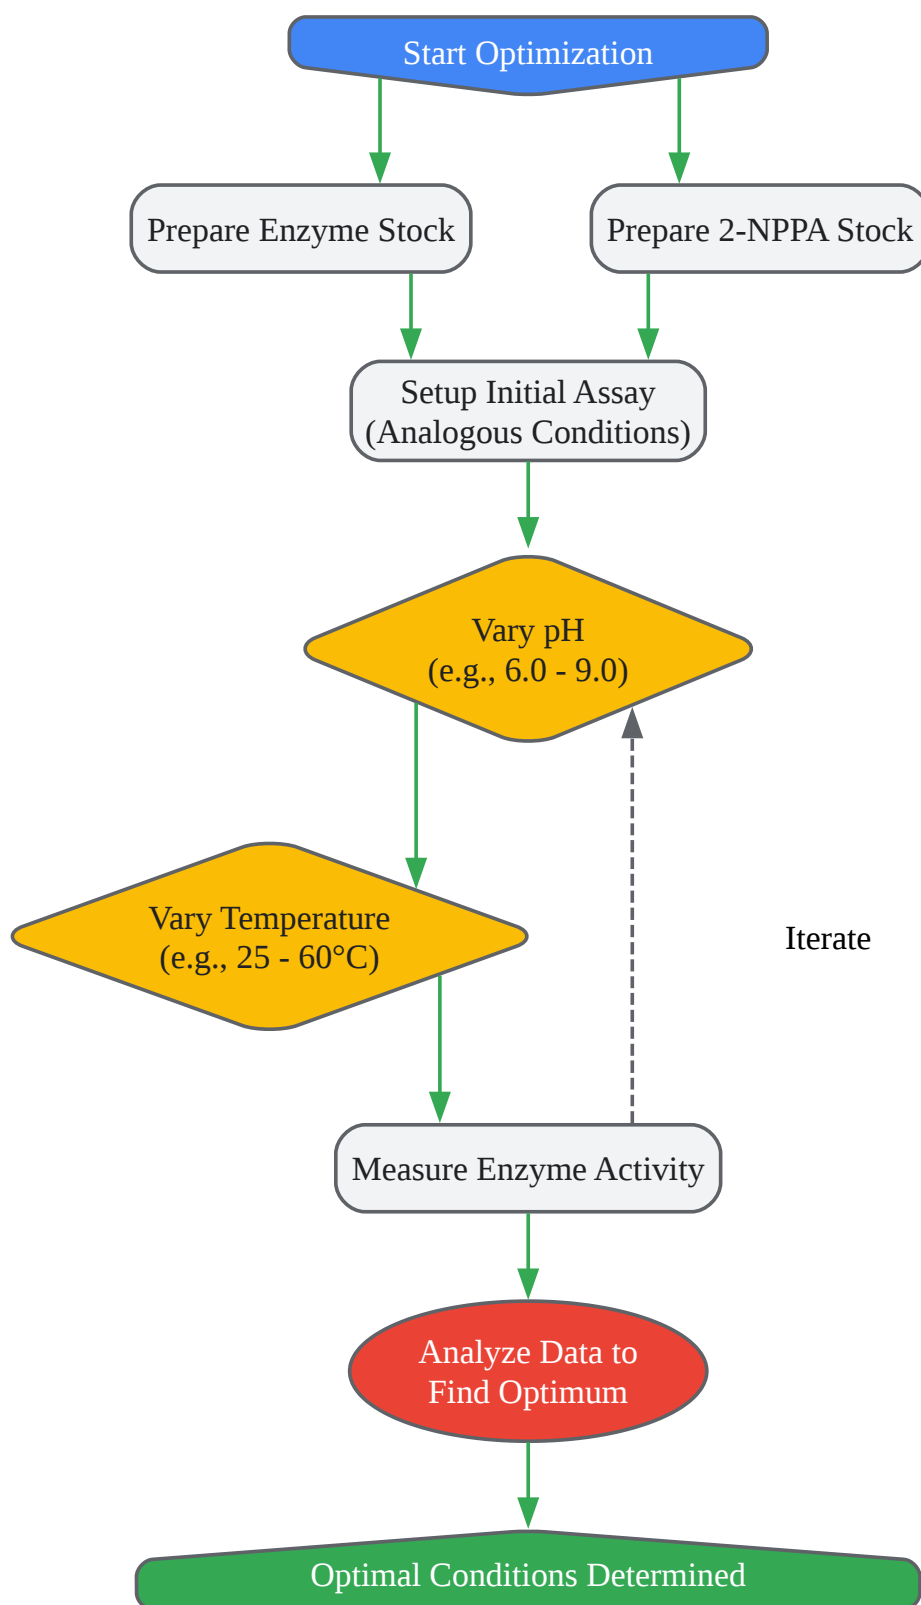 Start Optimization
Prepare Enzyme Stock
Prepare 2-NPPA Stock
Setup Initial Assay
(Analogous Conditions)
Vary pH
(e.g., 6.0 - 9.0)
Vary Temperature
(e.g., 25 - 60°C)
Iterate
Measure Enzyme Activity
Analyze Data to
Find Optimum
Optimal Conditions Determined